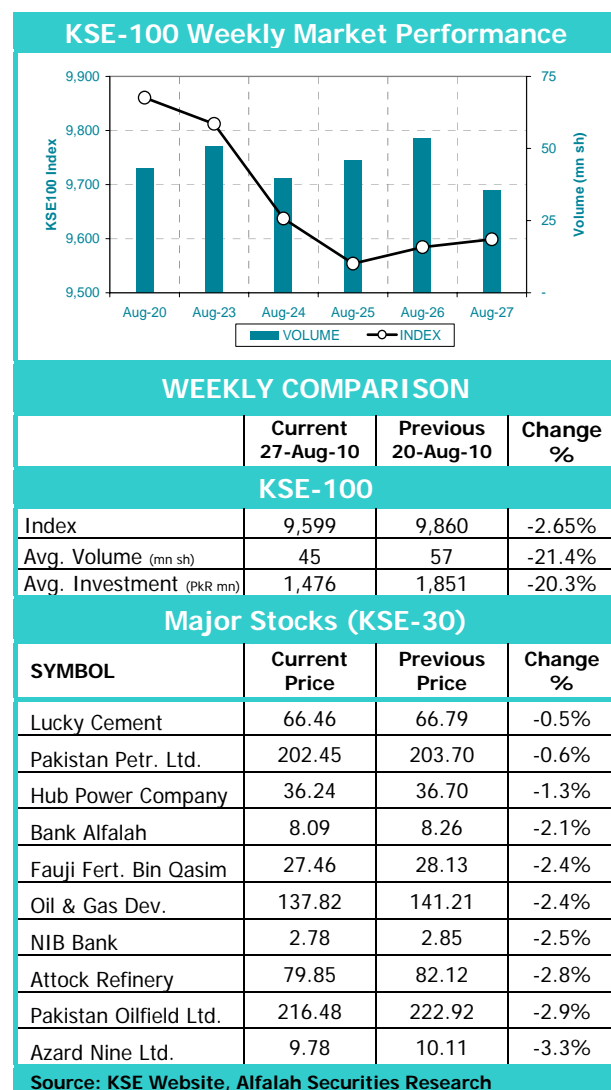 KSE-100 Weekly Market Performance
9,900
9,800
9,700
9,600
9,500
KSE100 Index
75
50
25
-
Volume (mn sh)
Aug-20 Aug-23 Aug-24 Aug-25 Aug-26 Aug-27
VOLUME INDEX
WEEKLY COMPARISON
Current 27-Aug-10 Previous 20-Aug-10 Change %
KSE-100
Index 9,599 9,860 -2.65%
Avg. Volume (mn sh) 45 57 -21.4%
Avg. Investment (PkR mn) 1,476 1,851 -20.3%
Major Stocks (KSE-30)
SYMBOL Current Price Previous Price Change %
Lucky Cement 66.46 66.79 -0.5%
Pakistan Petr. Ltd. 202.45 203.70 -0.6%
Hub Power Company 36.24 36.70 -1.3%
Bank Alfalah 8.09 8.26 -2.1%
Fauji Fert. Bin Qasim 27.46 28.13 -2.4%
Oil & Gas Dev. 137.82 141.21 -2.4%
NIB Bank 2.78 2.85 -2.5%
Attock Refinery 79.85 82.12 -2.8%
Pakistan Oilfield Ltd. 216.48 222.92 -2.9%
Azard Nine Ltd. 9.78 10.11 -3.3%
Source: KSE Website, Alfalah Securities Research